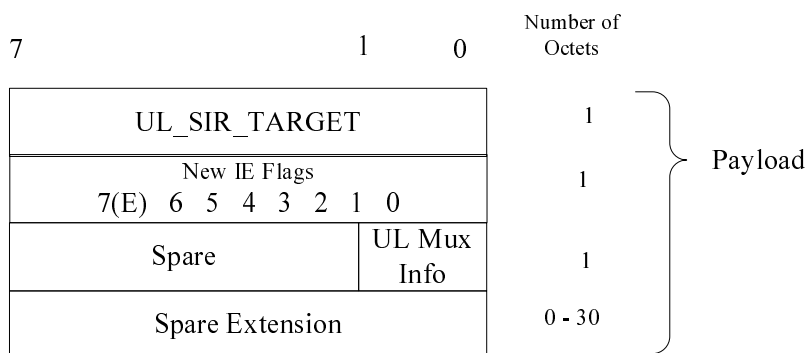 7 1 0 Number of
Octets
UL_SIR_TARGET 1
New IE Flags
7(E) 6 5 4 3 2 1 0 1
Payload
Spare UL Mux
Info 1
Spare Extension 0 - 30